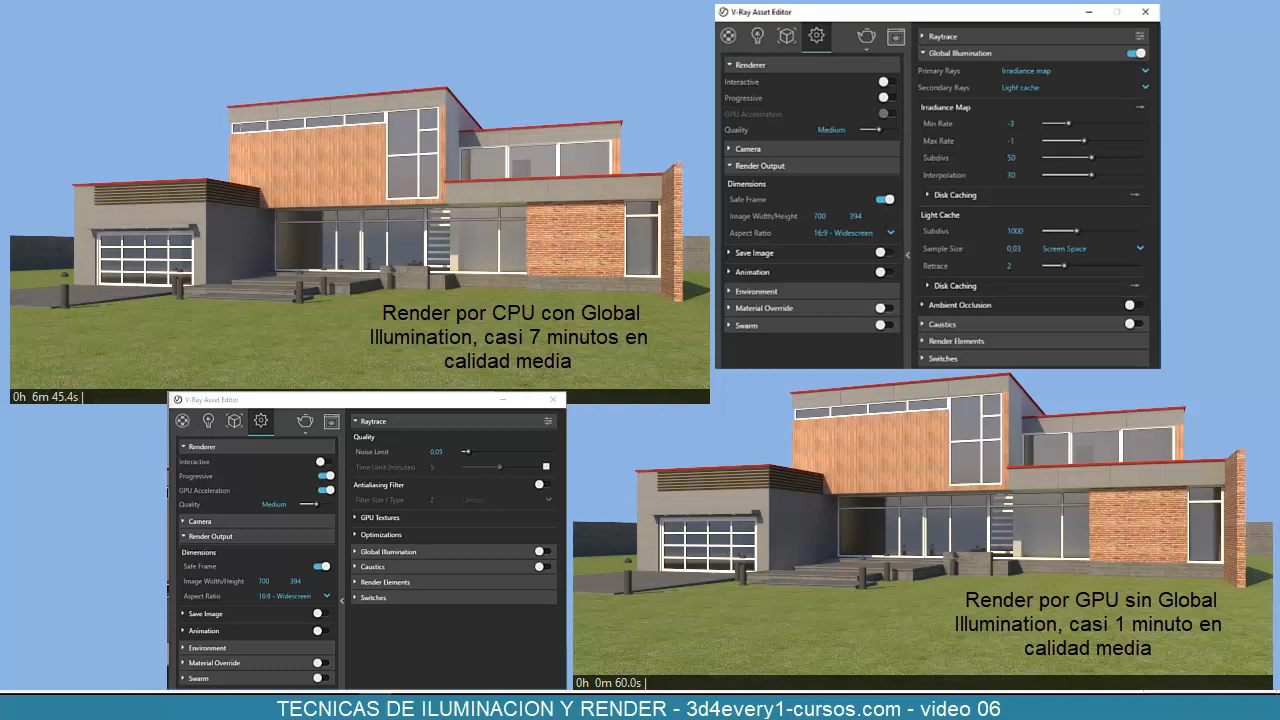 V-Ray Asset Editor
Renderer
Interactive
Progressive
GPU Acceleration
Quality Medium
Camera
Render Output
Dimensions
Safe Frame
Image Width/Height 700 394
Aspect Ratio 16:9 - Widescreen
Save Image
Animation
Environment
Material Override
Swarm
Raytrace
Global Illumination
Primary Rays Irradiance map
Secondary Rays Light cache
Irradiance Map
Min Rate -3
Max Rate -1
Subdivs 50
Interpolation 30
Disk Caching
Light Cache
Subdivs 1000
Sample Size 0,03 Screen Space
Retrace 2
Disk Caching
Ambient Occlusion
Caustics
Render Elements
Switches
Render por CPU con Global
Illumination, casi 7 minutos en
calidad media
0h 6m 45.4s |
V-Ray Asset Editor
Renderer
Interactive
Progressive
GPU Acceleration
Quality Medium
Camera
Render Output
Dimensions
Safe Frame
Image Width/Height 700 394
Aspect Ratio 16:9 - Widescreen
Save Image
Animation
Environment
Material Override
Swarm
Raytrace
Quality
Noise Limit 0,05
Time Limit (minutes) 5
Antialiasing Filter
Filter Size / Type 2
GPU Textures
Optimizations
Global Illumination
Caustics
Render Elements
Switches
Render por GPU sin Global
Illumination, casi 1 minuto en
calidad media
0h 0m 60.0s |
TECNICAS DE ILUMINACION Y RENDER - 3d4every1-cursos.com - video 06